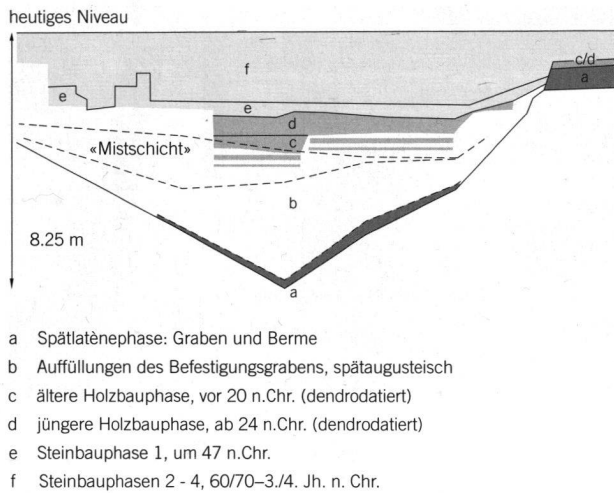 heutiges Niveau
f
c/d
a
e
e
d
«Mistschicht»
c
b
8.25 m
a
a Spätlatènephase: Graben und Berme
b Auffüllungen des Befestigungsgrabens, spätaugusteisch
c ältere Holzbauphase, vor 20 n.Chr. (dendrodatiert)
d jüngere Holzbauphase, ab 24 n.Chr. (dendrodatiert)
e Steinbauphase 1, um 47 n.Chr.
f Steinbauphasen 2 - 4, 60/70–3./4. Jh. n. Chr.